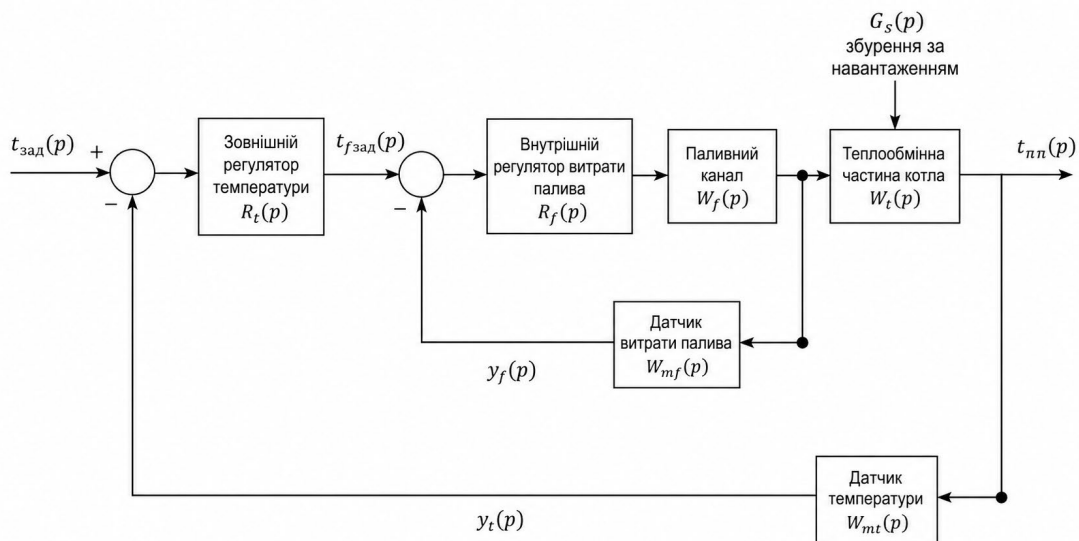 G_s(p)
збурення за
навантаженням
t_зад(p)
+
−
Зовнішній
регулятор
температури
R_t(p)
t_fзад(p)
−
Внутрішній
регулятор витрати
палива
R_f(p)
Паливний
канал
W_f(p)
Теплообмінна
частина котла
W_t(p)
t_пп(p)
Датчик
витрати палива
W_mf(p)
y_f(p)
Датчик
температури
W_mt(p)
y_t(p)